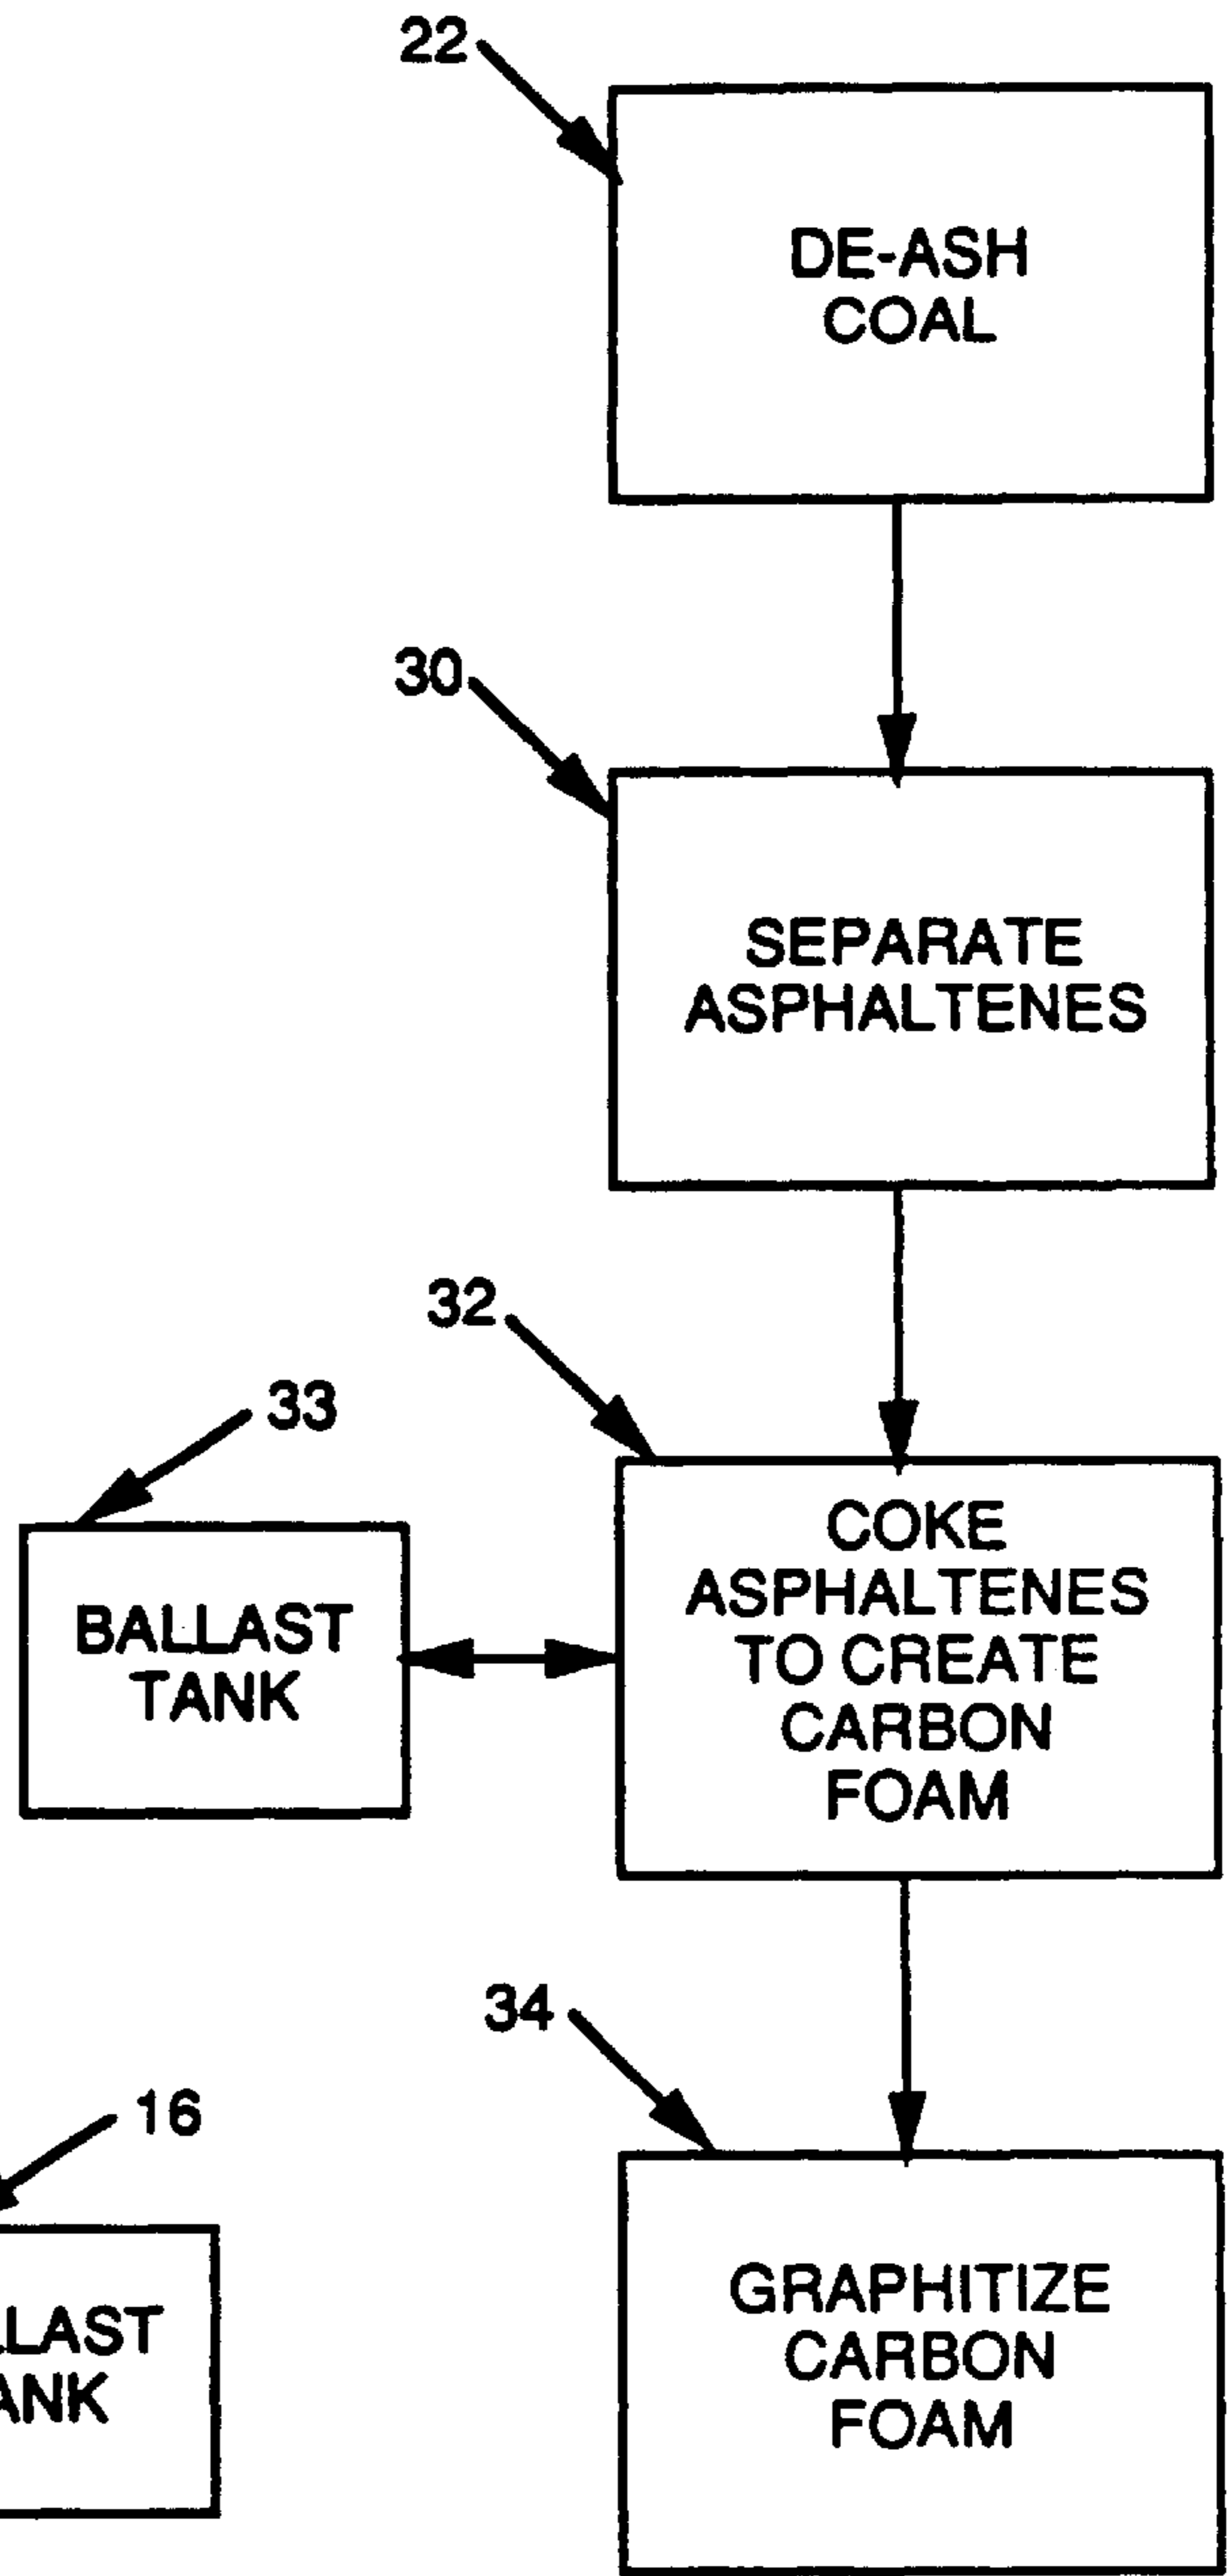 22
DE-ASH
COAL
30
SEPARATE
ASPHALTENES
32
33
COKE
ASPHALTENES
TO CREATE
CARBON
FOAM
BALLAST
TANK
34
16
GRAPHITIZE
CARBON
FOAM